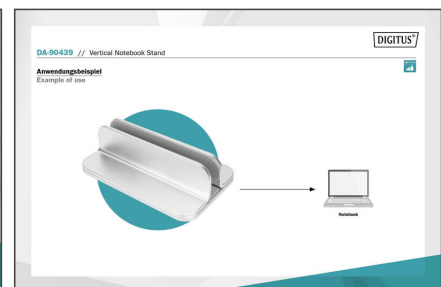 DIGITUS®
DA-90439 // Vertical Notebook Stand
Anwendungsbeispiel
Example of use
Notebook